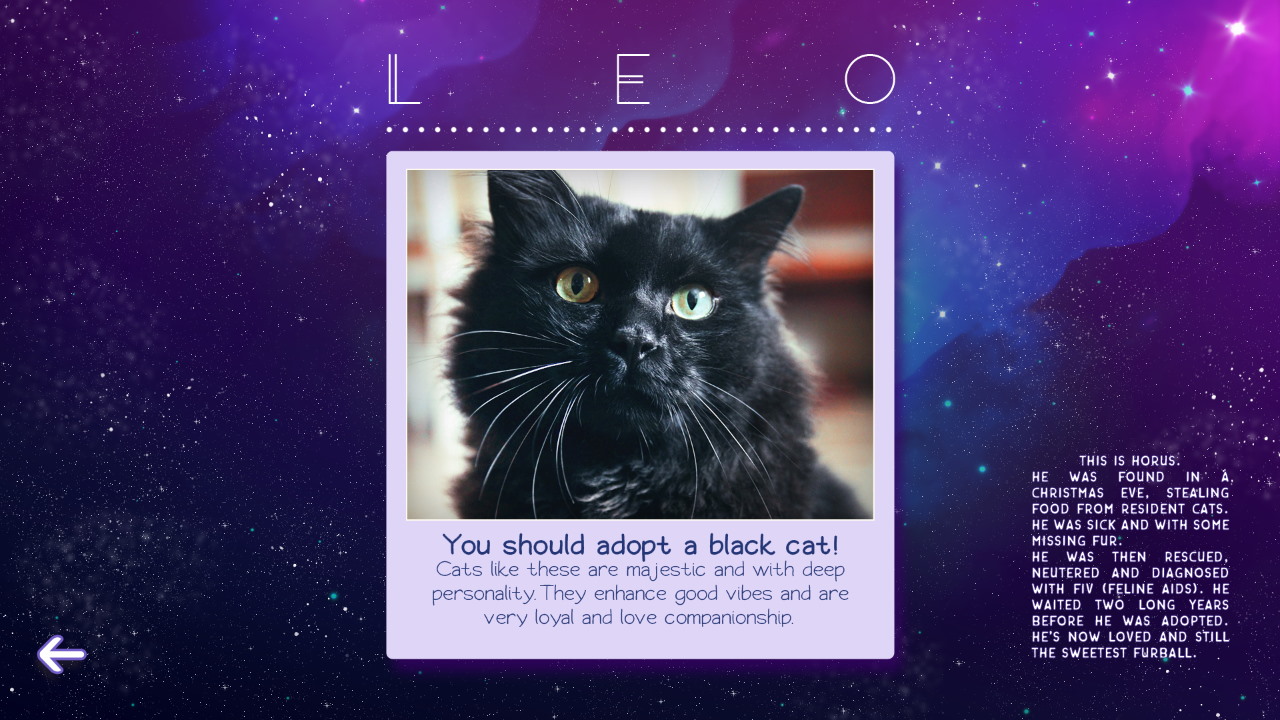 L E O
You should adopt a black cat!
Cats like these are majestic and with deep
personality. They enhance good vibes and are
very loyal and love companionship.
THIS IS HORUS.
HE WAS FOUND IN A
CHRISTMAS EVE, STEALING
FOOD FROM RESIDENT CATS.
HE WAS SICK AND WITH SOME
MISSING FUR.
HE WAS THEN RESCUED,
NEUTERED AND DIAGNOSED
WITH FIV (FELINE AIDS). HE
WAITED TWO LONG YEARS
BEFORE HE WAS ADOPTED.
HE'S NOW LOVED AND STILL
THE SWEETEST FURBALL.